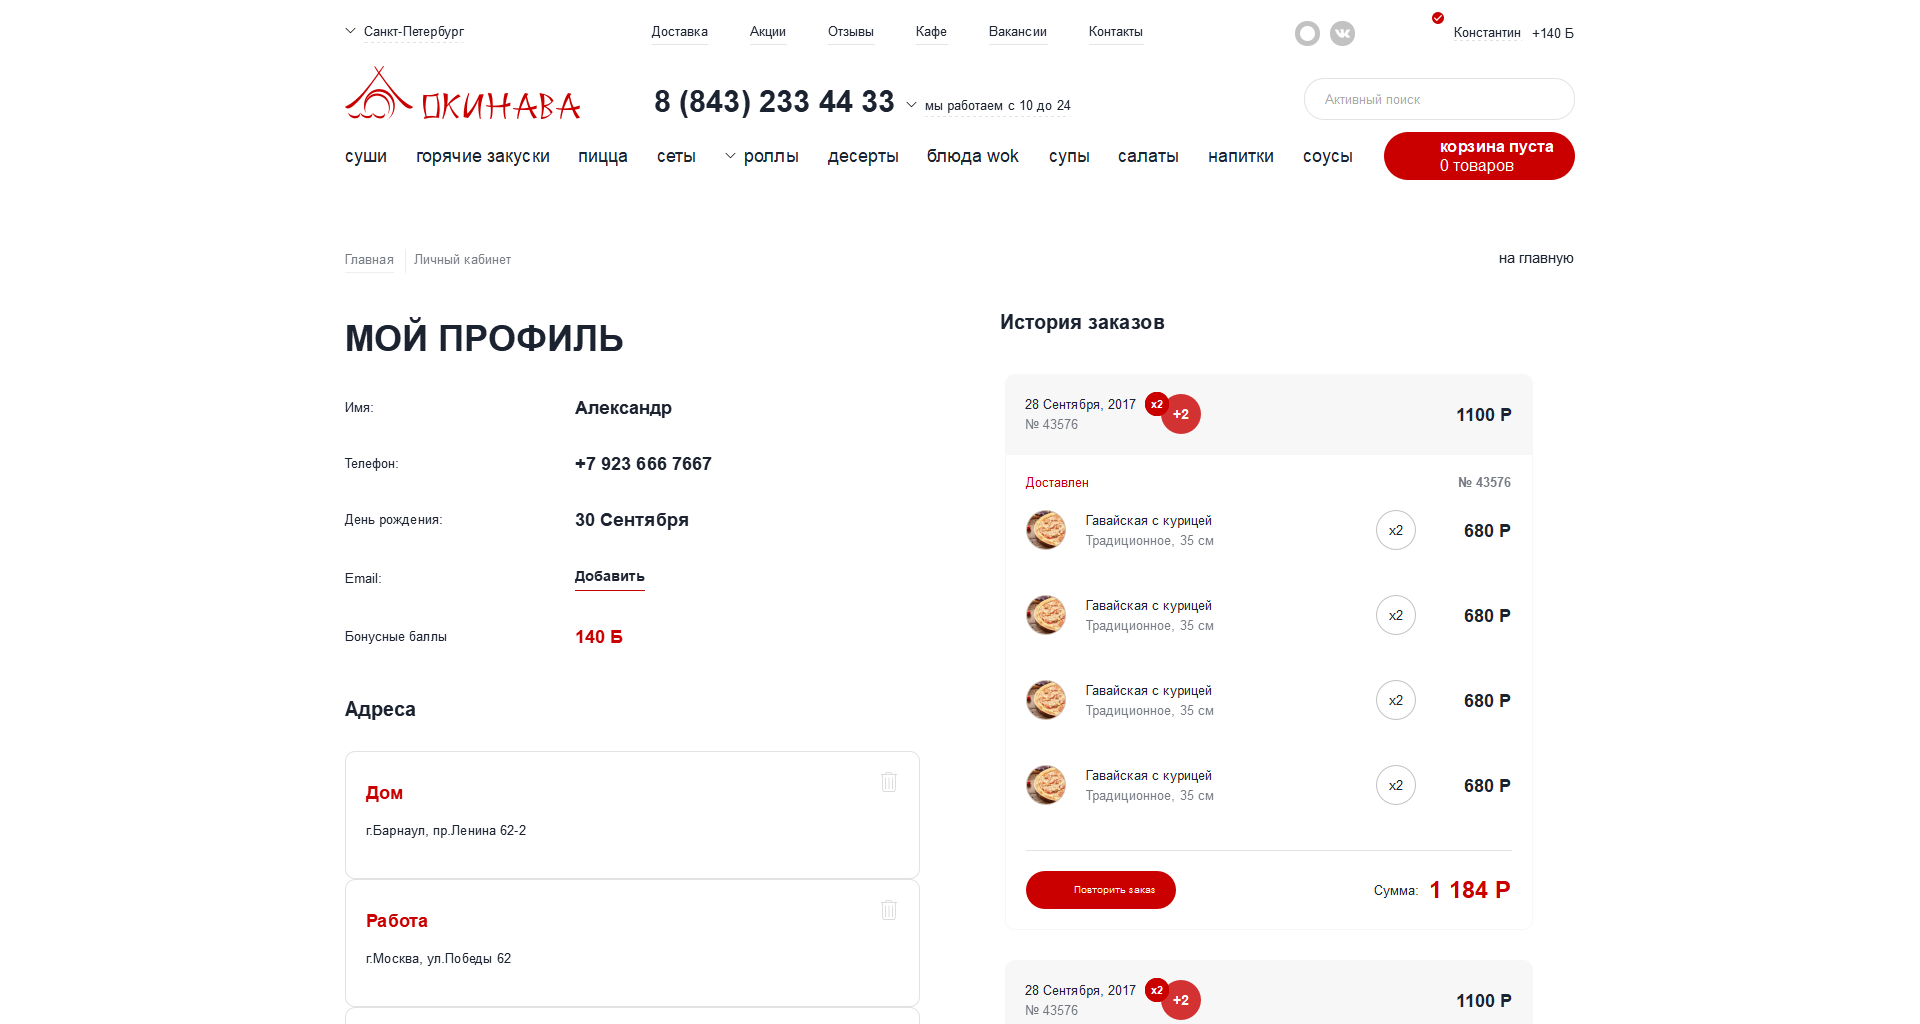 Санкт-Петербург
Доставка
Акции
Отзывы
Кафе
Вакансии
Контакты
Константин
+140 Б
ОКИНАВА
8 (843) 233 44 33
мы работаем с 10 до 24
Активный поиск
суши
горячие закуски
пицца
сеты
роллы
десерты
блюда wok
супы
салаты
напитки
соусы
корзина пуста
0 товаров
Главная
Личный кабинет
на главную
МОЙ ПРОФИЛЬ
Имя:
Александр
Телефон:
+7 923 666 7667
День рождения:
30 Сентября
Email:
Добавить
Бонусные баллы
140 Б
Адреса
Дом
г.Барнаул, пр.Ленина 62-2
Работа
г.Москва, ул.Победы 62
История заказов
28 Сентября, 2017
№ 43576
x2
+2
1100 Р
Доставлен
№ 43576
Гавайская с курицей
Традиционное, 35 см
x2
680 Р
Гавайская с курицей
Традиционное, 35 см
x2
680 Р
Гавайская с курицей
Традиционное, 35 см
x2
680 Р
Гавайская с курицей
Традиционное, 35 см
x2
680 Р
Повторить заказ
Сумма:
1 184 Р
28 Сентября, 2017
№ 43576
x2
+2
1100 Р